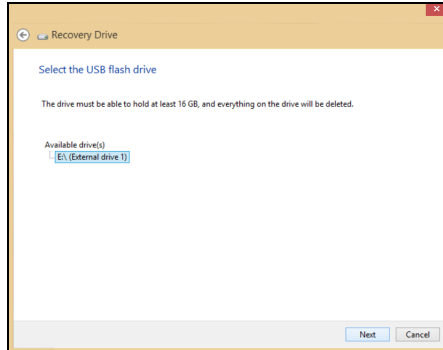 Recovery Drive
Select the USB flash drive
The drive must be able to hold at least 16 GB, and everything on the drive will be deleted.
Available drive(s)
E:\ (External drive 1)
Next Cancel